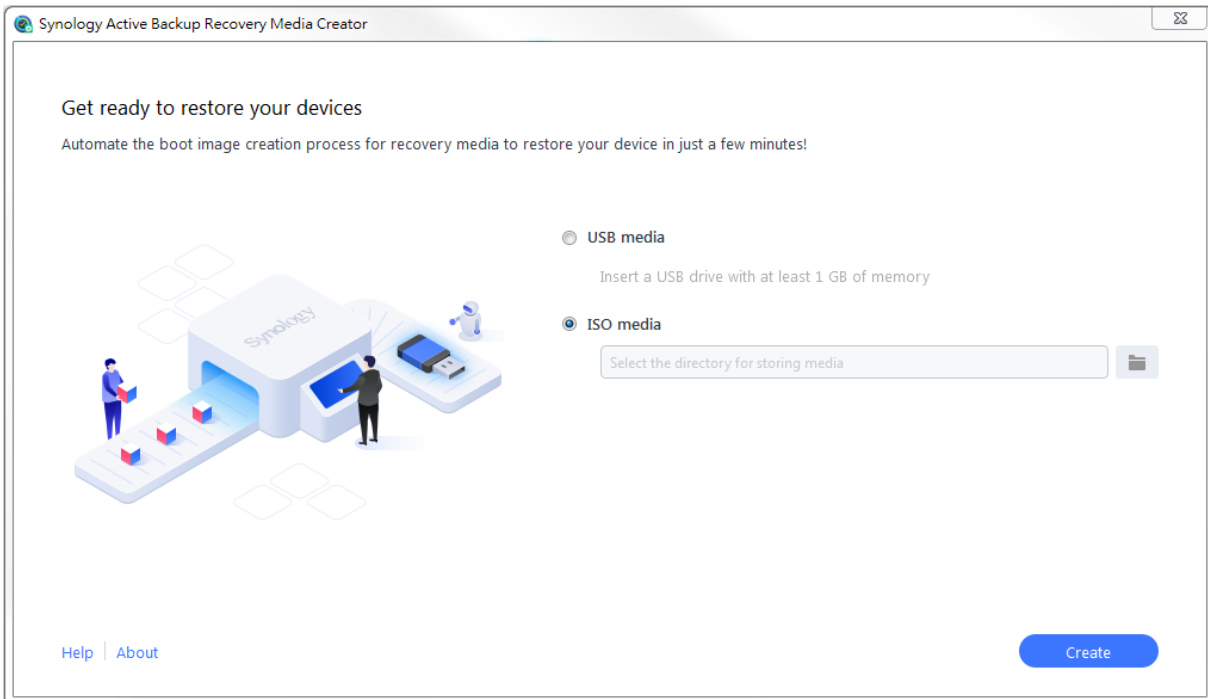 Synology Active Backup Recovery Media Creator
Get ready to restore your devices
Automate the boot image creation process for recovery media to restore your device in just a few minutes!
USB media
Insert a USB drive with at least 1 GB of memory
ISO media
Select the directory for storing media
Synology
Help
About
Create